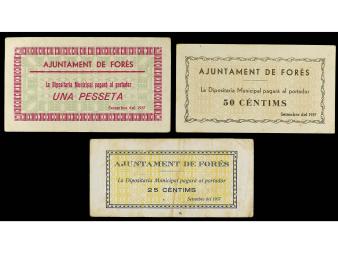 AJUNTAMENT DE FORÈS
La Dipositaria Municipal pagarà al portador
UNA PESSETA
Setembre del 1937
AJUNTAMENT DE FORÈS
La Dipositaria Municipal pagarà al portador
50 CÈNTIMS
Setembre del 1937
AJUNTAMENT DE FORÈS
La Dipositaria Municipal pagarà al portador
25 CÈNTIMS
Setembre del 1937